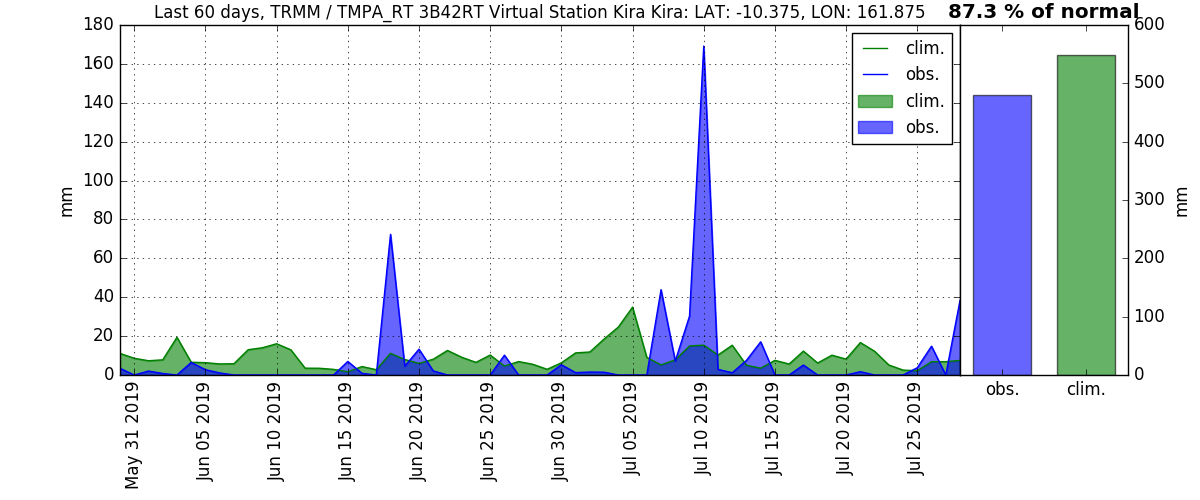 Last 60 days, TRMM / TMPA_RT 3B42RT Virtual Station Kira Kira: LAT: -10.375, LON: 161.875
87.3 % of normal
mm
180
160
140
120
100
80
60
40
20
0
clim.
obs.
clim.
obs.
May 31 2019
Jun 05 2019
Jun 10 2019
Jun 15 2019
Jun 20 2019
Jun 25 2019
Jun 30 2019
Jul 05 2019
Jul 10 2019
Jul 15 2019
Jul 20 2019
Jul 25 2019
600
500
400
300
200
100
0
mm
obs.
clim.